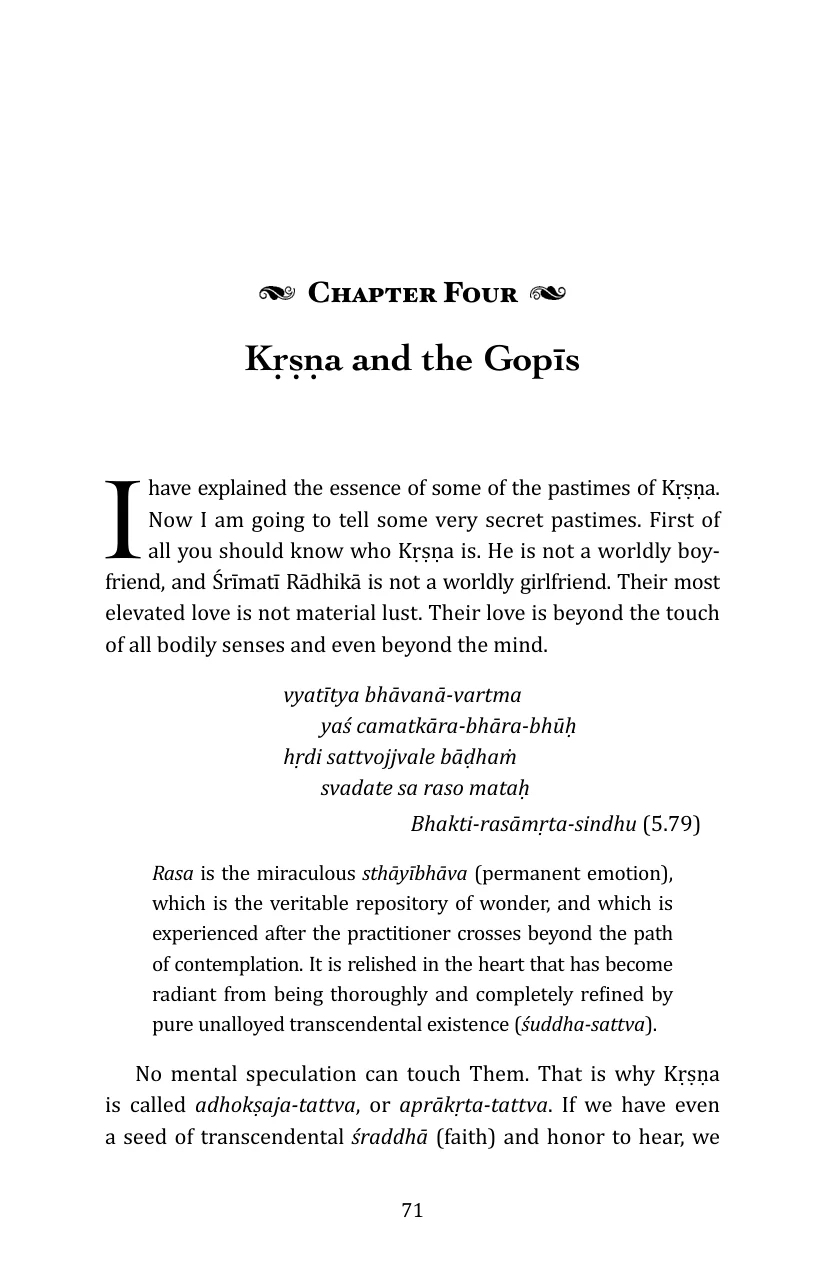 Chapter Four
Kṛṣṇa and the Gopīs
I have explained the essence of some of the pastimes of Kṛṣṇa.
Now I am going to tell some very secret pastimes. First of
all you should know who Kṛṣṇa is. He is not a worldly boy-
friend, and Śrīmatī Rādhikā is not a worldly girlfriend. Their most
elevated love is not material lust. Their love is beyond the touch
of all bodily senses and even beyond the mind.
vyatītya bhāvanā-vartma
yaś camatkāra-bhāra-bhūḥ
hṛdi sattvojjvale bāḍhaṁ
svadate sa raso mataḥ
Bhakti-rasāmṛta-sindhu (5.79)
Rasa is the miraculous sthāyībhāva (permanent emotion),
which is the veritable repository of wonder, and which is
experienced after the practitioner crosses beyond the path
of contemplation. It is relished in the heart that has become
radiant from being thoroughly and completely refined by
pure unalloyed transcendental existence (śuddha-sattva).
No mental speculation can touch Them. That is why Kṛṣṇa
is called adhokṣaja-tattva, or aprākṛta-tattva. If we have even
a seed of transcendental śraddhā (faith) and honor to hear, we
71